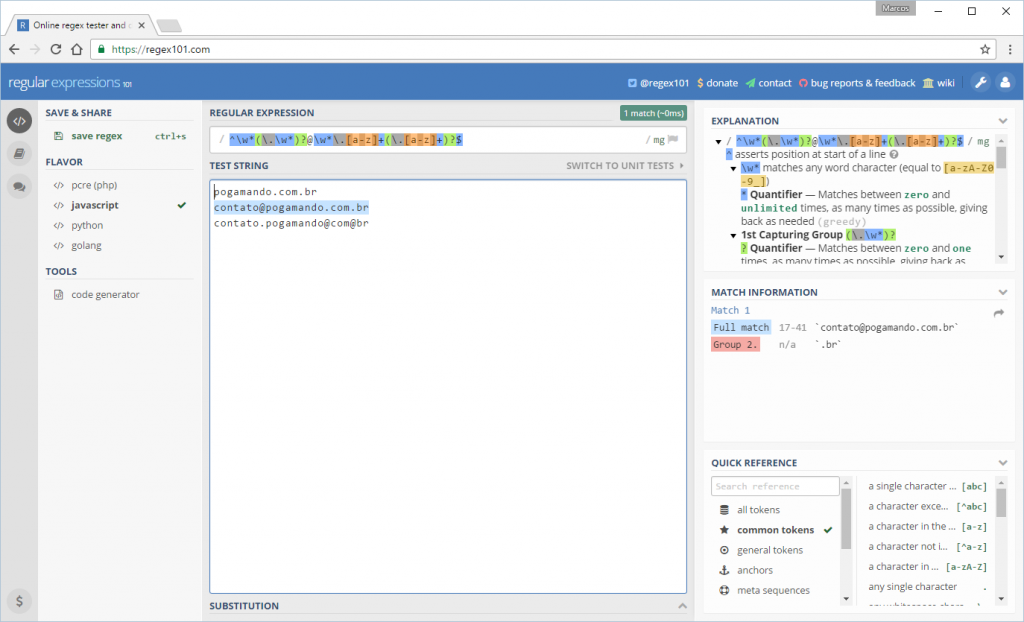 Marcos
Online regex tester and d
https://regex101.com
regular expressions 101
@regex101 donate contact bug reports & feedback wiki
SAVE & SHARE
save regex ctrl+s
FLAVOR
</> pcre (php)
</> javascript
</> python
</> golang
TOOLS
code generator
$
REGULAR EXPRESSION
1 match (~0ms)
/ ^\w*(\.\w*)?@\w*\.[a-z]+(\.[a-z]+)?$ / mg
TEST STRING
SWITCH TO UNIT TESTS
pogamando.com.br
contato@pogamando.com.br
contato.pogamando@com@br
SUBSTITUTION
EXPLANATION
/ ^\w*(\.\w*)?@\w*\.[a-z]+(\.[a-z]+)?$ / mg
^ asserts position at start of a line
\w* matches any word character (equal to [a-zA-Z0
-9_])
* Quantifier — Matches between zero and
unlimited times, as many times as possible, giving
back as needed (greedy)
1st Capturing Group (\.\w*)?
? Quantifier — Matches between zero and one
times, as many times as possible, giving back as
MATCH INFORMATION
Match 1
Full match 17-41 `contato@pogamando.com.br`
Group 2. n/a `.br`
QUICK REFERENCE
Search reference
all tokens
common tokens
general tokens
anchors
meta sequences
a single character ... [abc]
a character exce... [^abc]
a character in the ... [a-z]
a character not i... [^a-z]
a character in ... [a-zA-Z]
any single character .